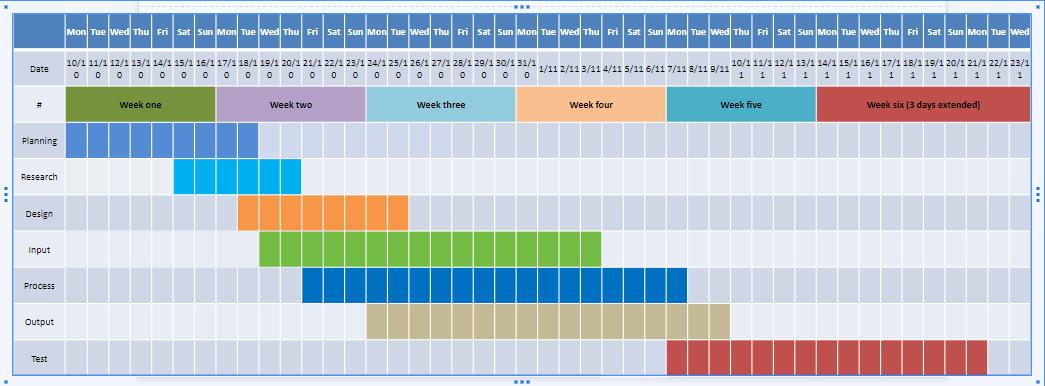 Mon Tue Wed Thu Fri Sat Sun Mon Tue Wed Thu Fri Sat Sun Mon Tue Wed Thu Fri Sat Sun Mon Tue Wed Thu Fri Sat Sun Mon Tue Wed Thu Fri Sat Sun Mon Tue Wed Thu Fri Sat Sun Mon Tue Wed
Date 10/10 11/10 12/10 13/10 14/10 15/10 16/10 17/10 18/10 19/10 20/10 21/10 22/10 23/10 24/10 25/10 26/10 27/10 28/10 29/10 30/10 31/10 1/11 2/11 3/11 4/11 5/11 6/11 7/11 8/11 9/11 10/11 11/11 12/11 13/11 14/11 15/11 16/11 17/11 18/11 19/11 20/11 21/11 22/11 23/11
# Week one Week two Week three Week four Week five Week six (3 days extended)
Planning
Research
Design
Input
Process
Output
Test